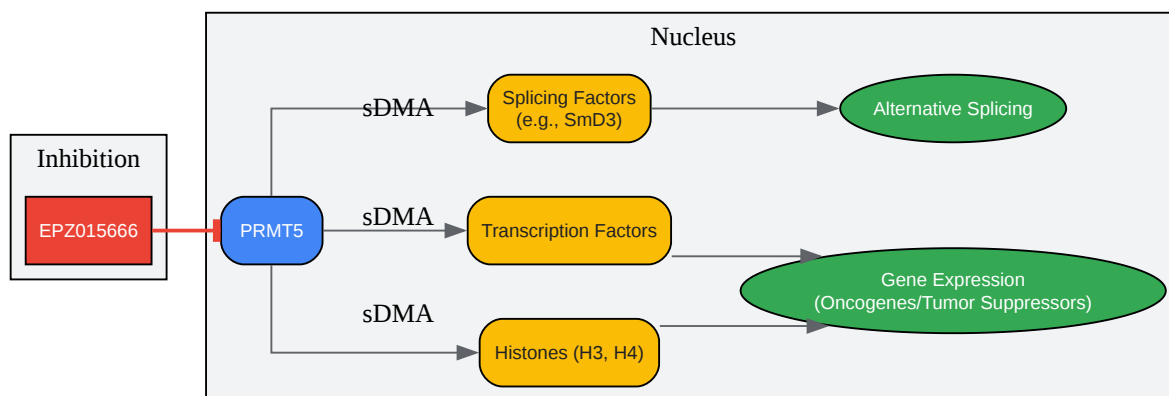 Nucleus
Inhibition
EPZ015666
PRMT5
sDMA
Splicing Factors
(e.g., SmD3)
Alternative Splicing
sDMA
Transcription Factors
sDMA
Histones (H3, H4)
Gene Expression
(Oncogenes/Tumor Suppressors)